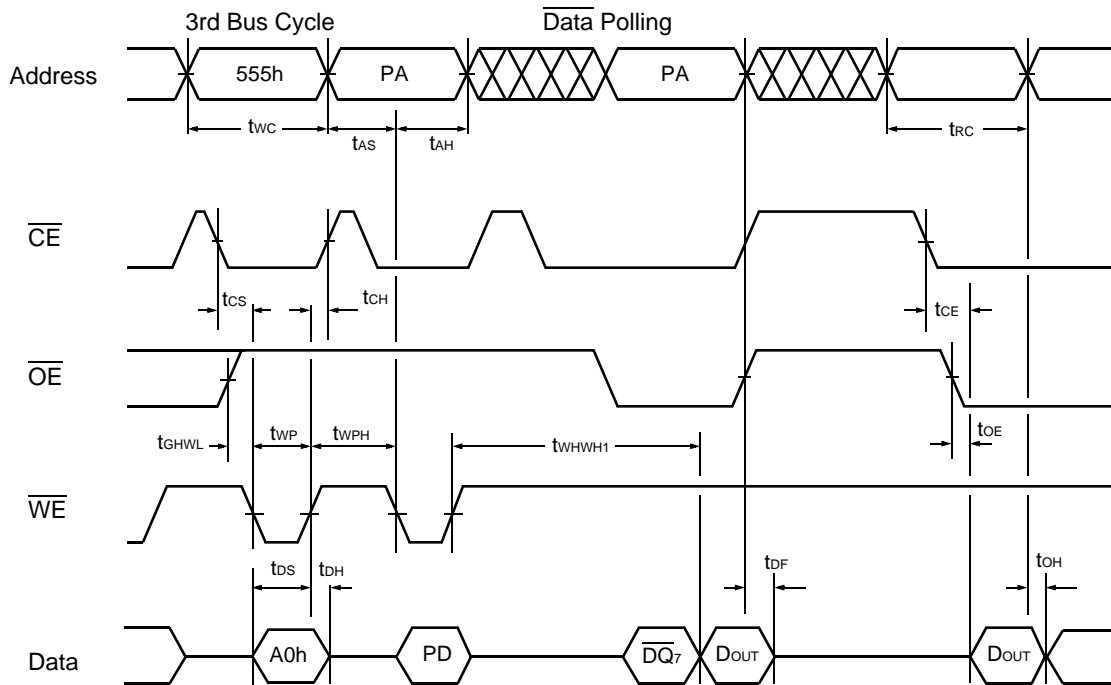 3rd Bus Cycle Data Polling
Address 555h PA PA
tWC tAS tAH tRC
CE
tCS tCH tCE
OE
tGHWL tWP tWPH tWHWH1 tOE
WE
tDS tDH tDF tOH
Data A0h PD DQ7 DOUT DOUT